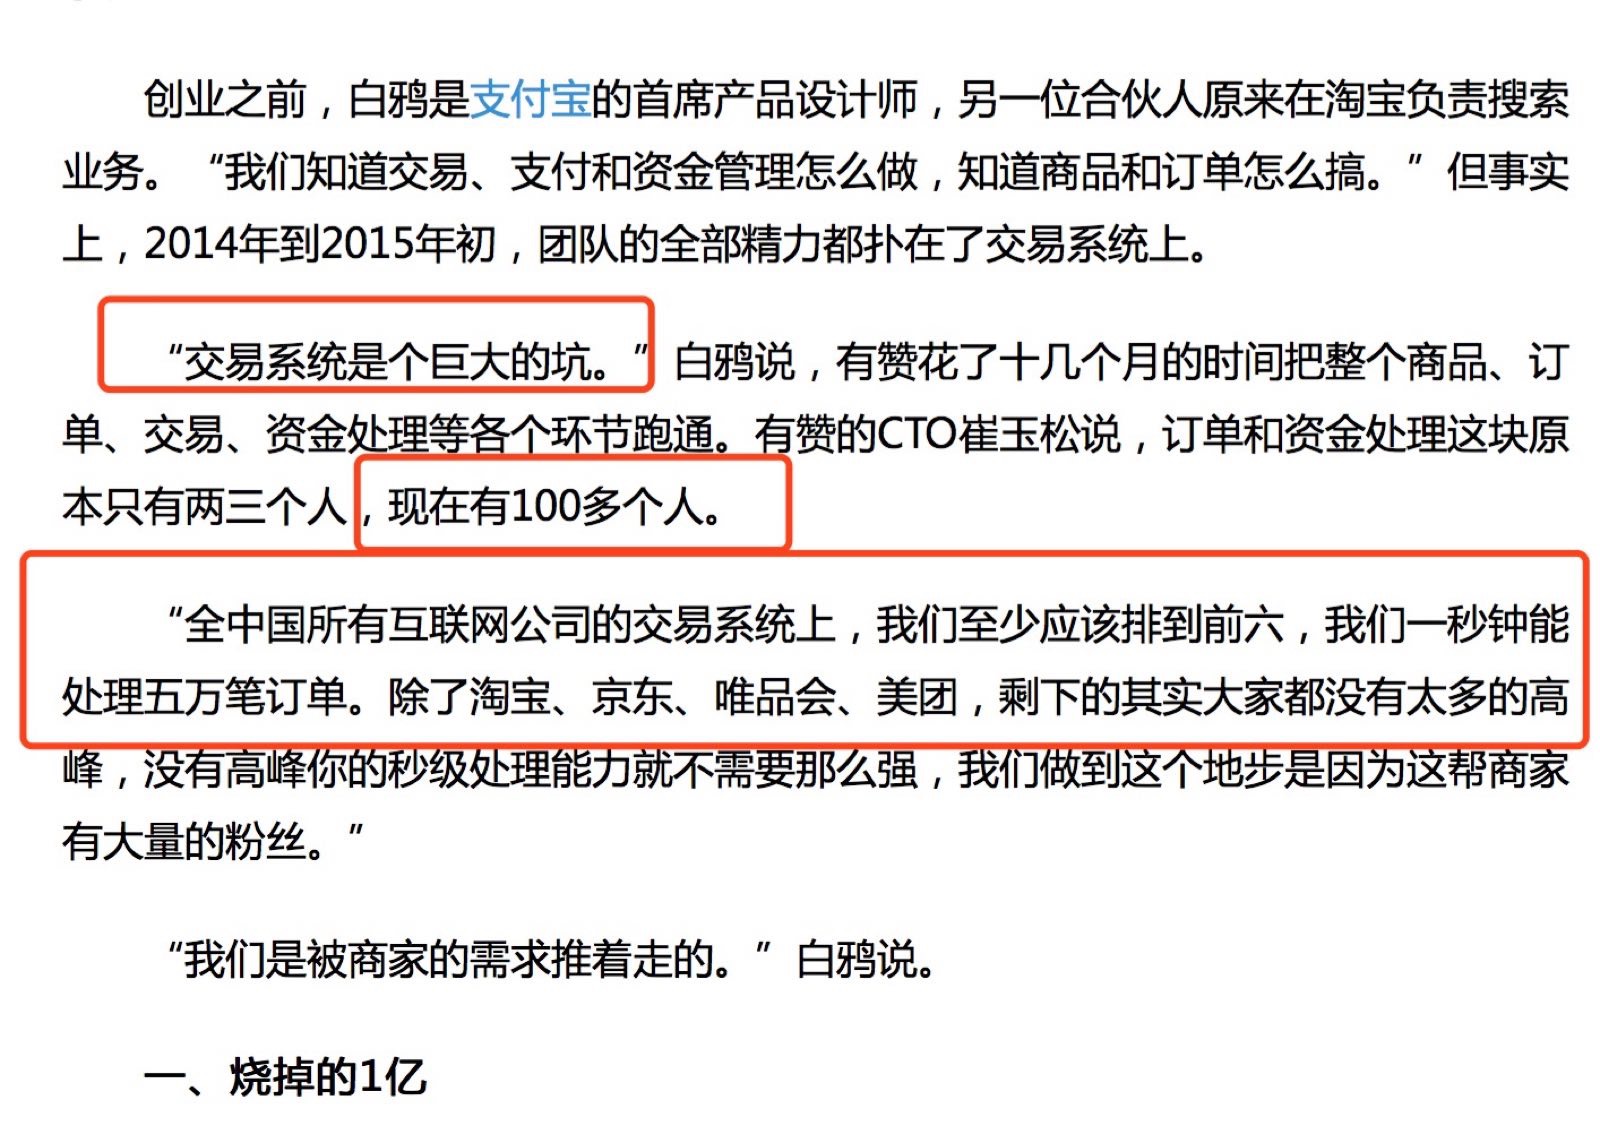 创业之前，白鸦是支付宝的首席产品设计师，另一位合伙人原来在淘宝负责搜索
业务。“我们知道交易、支付和资金管理怎么做，知道商品和订单怎么搞。”但事实
上，2014年到2015年初，团队的全部精力都扑在了交易系统上。
“交易系统是个巨大的坑。”白鸦说，有赞花了十几个月的时间把整个商品、订
单、交易、资金处理等各个环节跑通。有赞的CTO崔玉松说，订单和资金处理这块原
本只有两三个人，现在有100多个人。
“全中国所有互联网公司的交易系统上，我们至少应该排到前六，我们一秒钟能
处理五万笔订单。除了淘宝、京东、唯品会、美团，剩下的其实大家都没有太多的高
峰，没有高峰你的秒级处理能力就不需要那么强，我们做到这个地步是因为这帮商家
有大量的粉丝。”
“我们是被商家的需求推着走的。”白鸦说。
一、烧掉的1亿